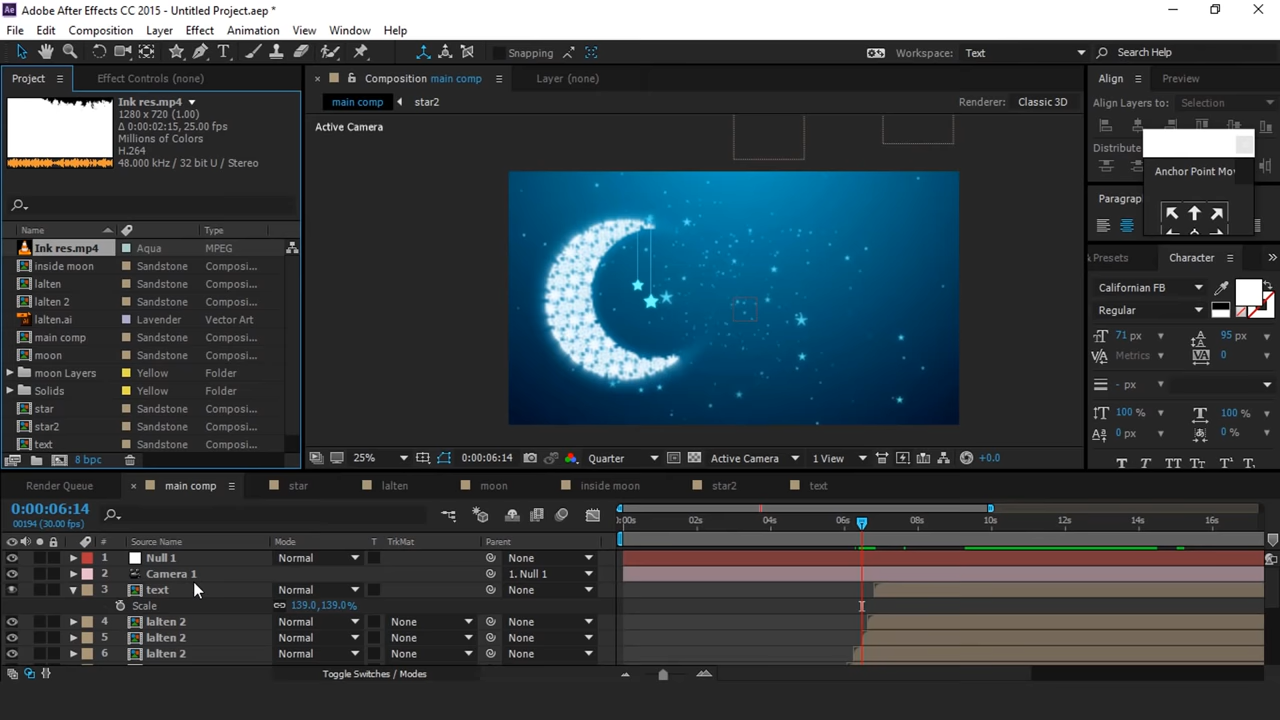 Adobe After Effects CC 2015 - Untitled Project.aep *
File Edit Composition Layer Effect Animation View Window Help
Snapping Workspace: Text Search Help
Project Effect Controls (none) Composition main comp Layer (none) Align Preview
Ink res.mp4
1280 x 720 (1.00)
Δ 0:00:02:15, 25.00 fps
Millions of Colors
H.264
48.000 kHz / 32 bit U / Stereo
main comp star2 Renderer: Classic 3D
Active Camera
Align Layers to: Selection
Distribute
Anchor Point Mov
Paragrap
Name Type
Ink res.mp4 Aqua MPEG
inside moon Sandstone Composi...
lalten Sandstone Composi...
lalten 2 Sandstone Composi...
lalten.ai Lavender Vector Art
main comp Sandstone Composi...
moon Sandstone Composi...
moon Layers Yellow Folder
Solids Yellow Folder
star Sandstone Composi...
star2 Sandstone Composi...
text Sandstone Composi...
8 bpc
& Presets Character
Californian FB
Regular
71 px 95 px
Metrics 0
- px
100 % 100 %
0 px 0 %
T T TT Tt T¹ T₁
25% 0:00:06:14 Quarter Active Camera 1 View +0.0
Render Queue main comp star lalten moon inside moon star2 text
0:00:06:14
00194 (30.00 fps)
:00s 02s 04s 06s 08s 10s 12s 14s 16s
# Source Name Mode T TrkMat Parent
1 Null 1 Normal None
2 Camera 1 1. Null 1
3 text Normal None
Scale 139.0,139.0%
4 lalten 2 Normal None None
5 lalten 2 Normal None None
6 lalten 2 Normal None None
Toggle Switches / Modes